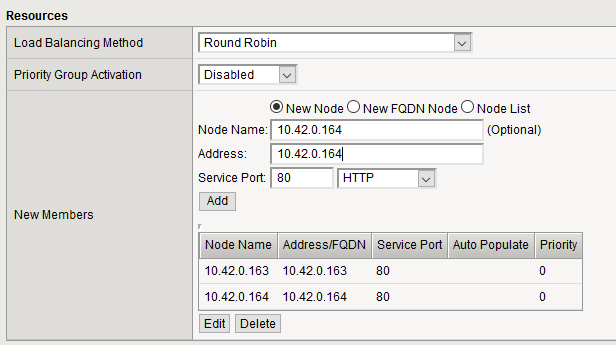 Resources
Load Balancing Method Round Robin
Priority Group Activation Disabled
New Members
New Node New FQDN Node Node List
Node Name: 10.42.0.164 (Optional)
Address: 10.42.0.164
Service Port: 80 HTTP
Add
Node Name Address/FQDN Service Port Auto Populate Priority
10.42.0.163 10.42.0.163 80 0
10.42.0.164 10.42.0.164 80 0
Edit Delete